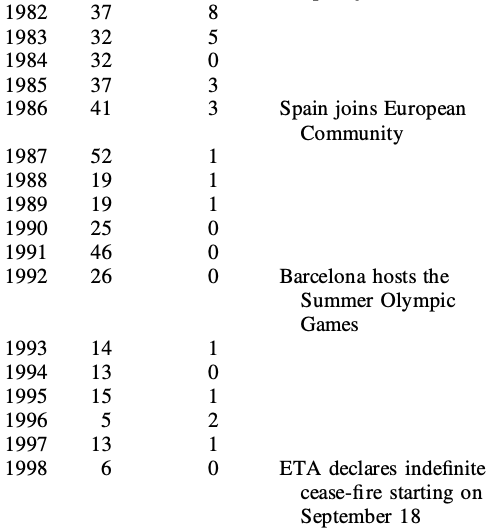 1982 37 8
1983 32 5
1984 32 0
1985 37 3
1986 41 3 Spain joins European
Community
1987 52 1
1988 19 1
1989 19 1
1990 25 0
1991 46 0
1992 26 0 Barcelona hosts the
Summer Olympic
Games
1993 14 1
1994 13 0
1995 15 1
1996 5 2
1997 13 1
1998 6 0 ETA declares indefinite
cease-fire starting on
September 18